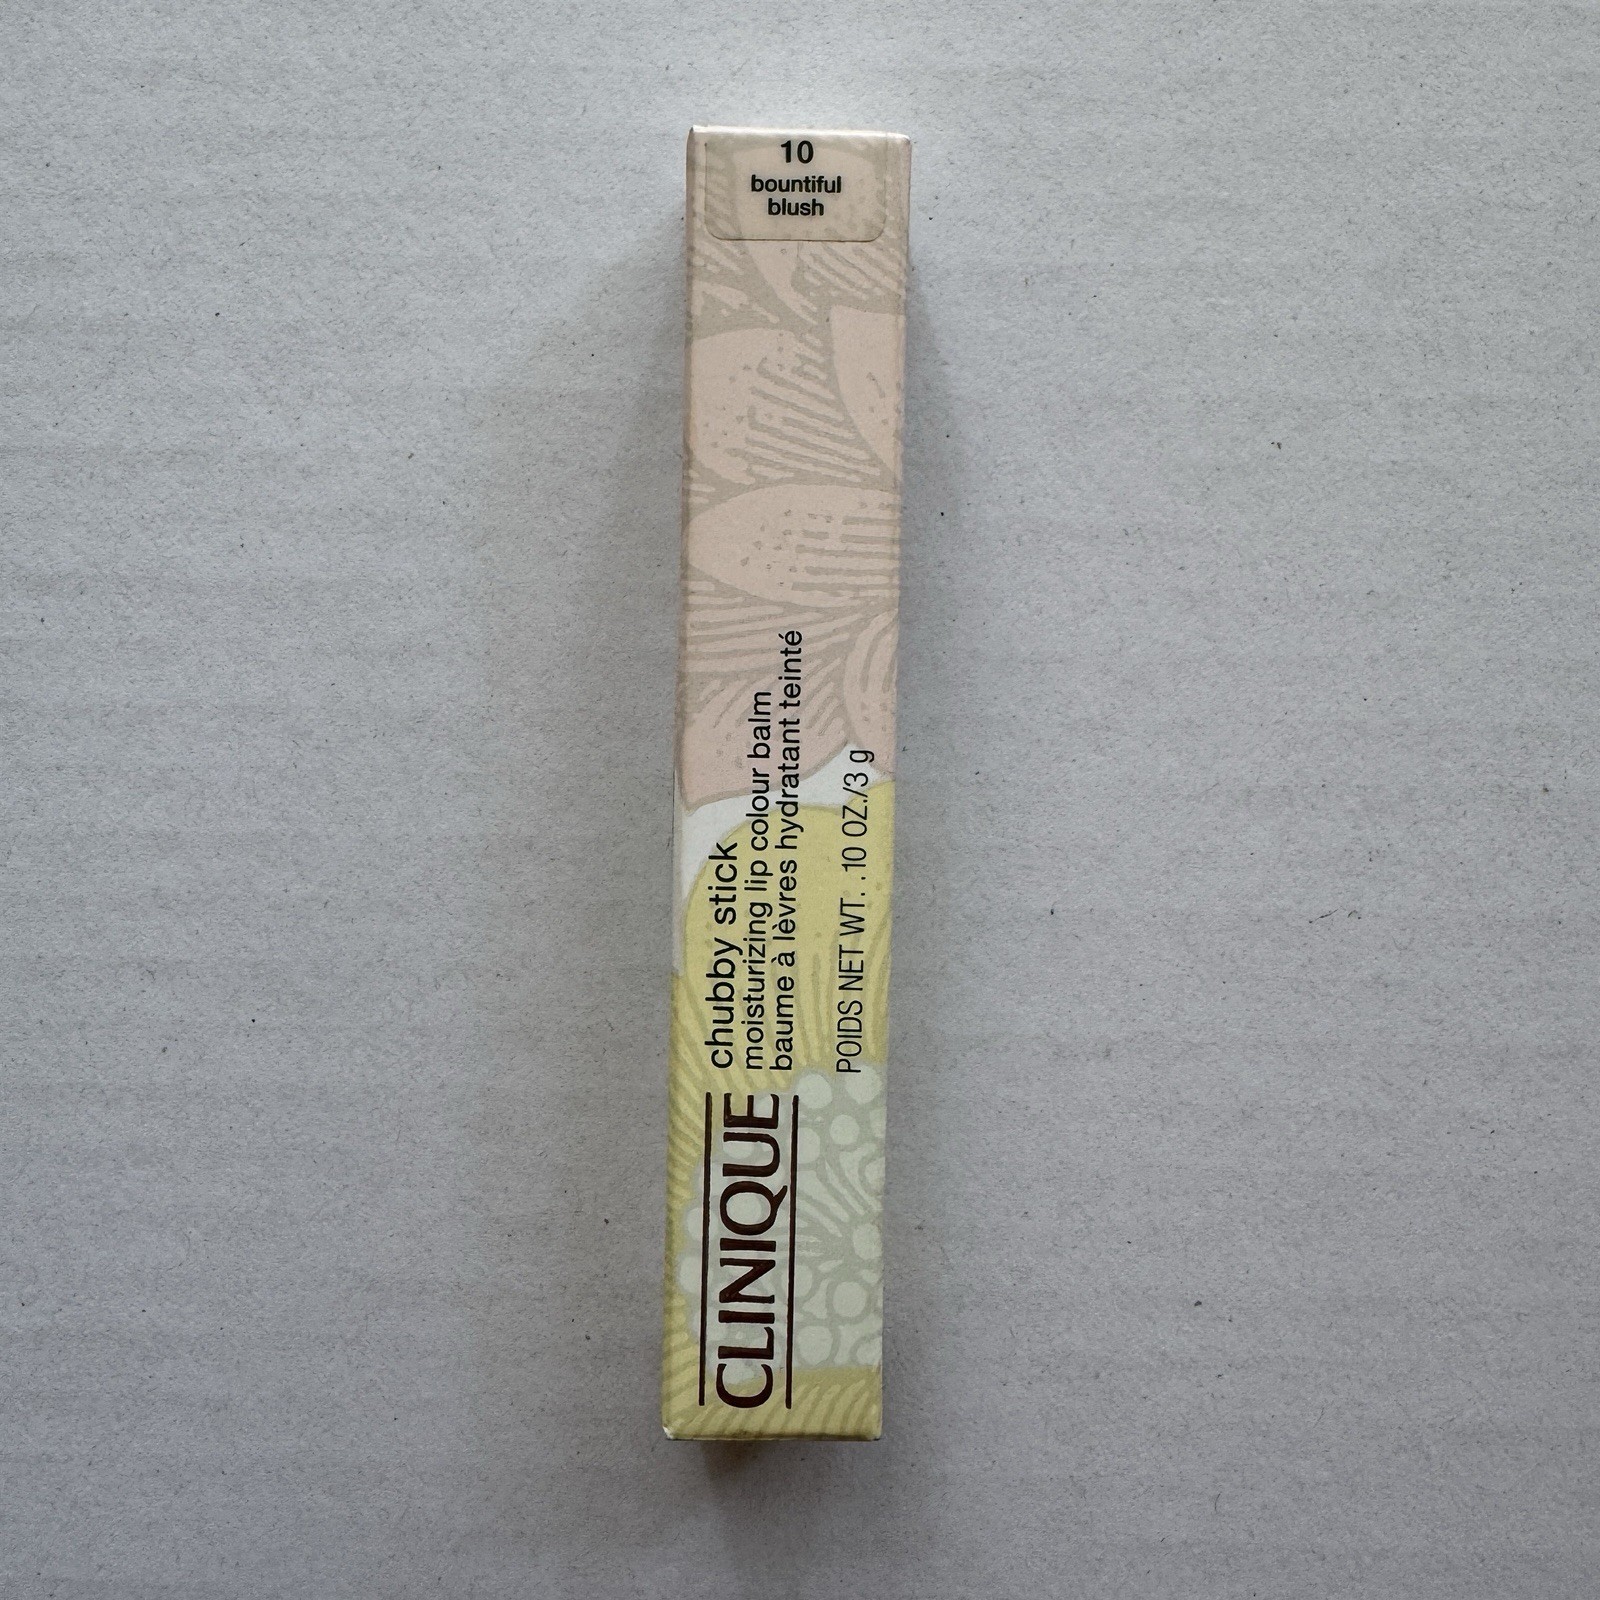 10
bountiful
blush
chubby stick
moisturizing lip colour balm
baume à lèvres hydratant teinté
POIDS NET WT. .10 OZ./3 g
CLINIQUE